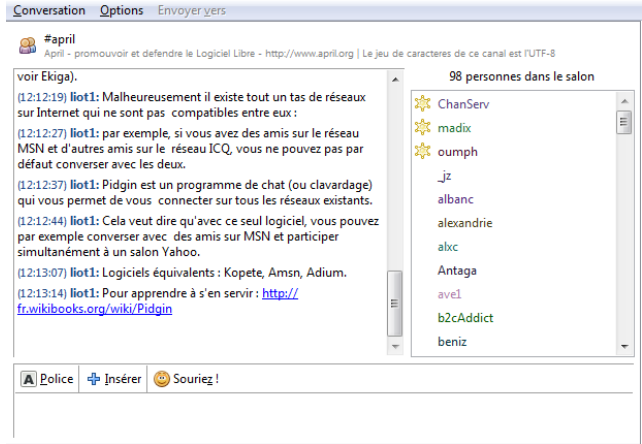 Conversation Options Envoyer vers
#april
April - promouvoir et defendre le Logiciel Libre - http://www.april.org | Le jeu de caracteres de ce canal est l'UTF-8
voir Ekiga).
(12:12:19) liot1: Malheureusement il existe tout un tas de réseaux
sur Internet qui ne sont pas compatibles entre eux :
(12:12:27) liot1: par exemple, si vous avez des amis sur le réseau
MSN et d'autres amis sur le réseau ICQ, vous ne pouvez pas par
défaut converser avec les deux.
(12:12:37) liot1: Pidgin est un programme de chat (ou clavardage)
qui vous permet de vous connecter sur tous les réseaux existants.
(12:12:44) liot1: Cela veut dire qu'avec ce seul logiciel, vous pouvez
par exemple converser avec des amis sur MSN et participer
simultanément à un salon Yahoo.
(12:13:07) liot1: Logiciels équivalents : Kopete, Amsn, Adium.
(12:13:14) liot1: Pour apprendre à s'en servir : http://
fr.wikibooks.org/wiki/Pidgin
98 personnes dans le salon
ChanServ
madix
oumph
_jz
albanc
alexandrie
alxc
Antaga
ave1
b2cAddict
beniz
A Police Insérer Souriez !